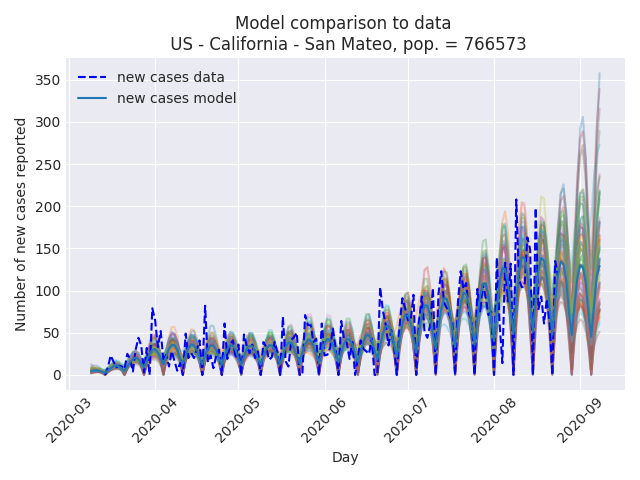 Model comparison to data
US - California - San Mateo, pop. = 766573
new cases data
new cases model
Number of new cases reported
350
300
250
200
150
100
50
0
2020-03
2020-04
2020-05
2020-06
2020-07
2020-08
2020-09
Day